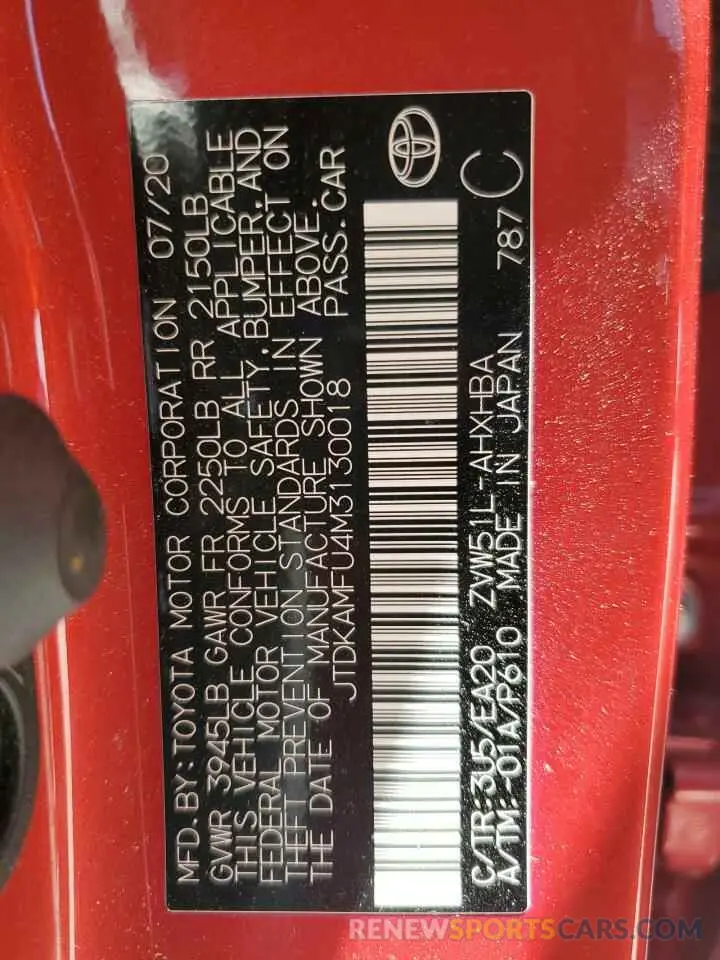 MFD. BY: TOYOTA MOTOR CORPORATION 07/20
GVWR 3945LB GAWR FR 2250LB RR 2150LB
THIS VEHICLE CONFORMS TO ALL APPLICABLE
FEDERAL MOTOR VEHICLE SAFETY, BUMPER, AND
THEFT PREVENTION STANDARDS IN EFFECT ON
THE DATE OF MANUFACTURE SHOWN ABOVE.
JTDKAMFU4M3130018 PASS. CAR
C/TR: 3U5/EA20 ZVW51L-AHXHBA
A/TM: -01A/P610 MADE IN JAPAN 787
C
RENEWSPORTSCARS.COM